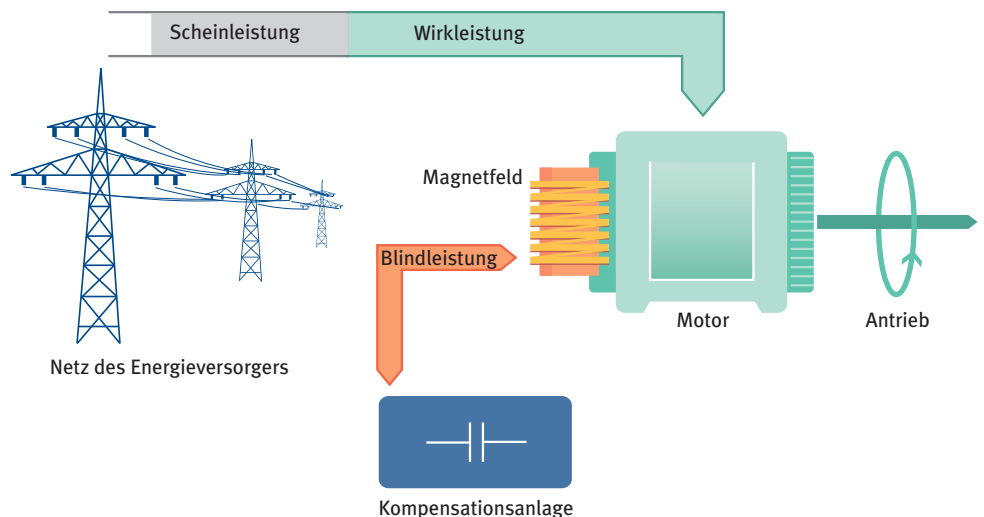 Scheinleistung
Wirkleistung
Magnetfeld
Blindleistung
Motor
Antrieb
Netz des Energieversorgers
Kompensationsanlage